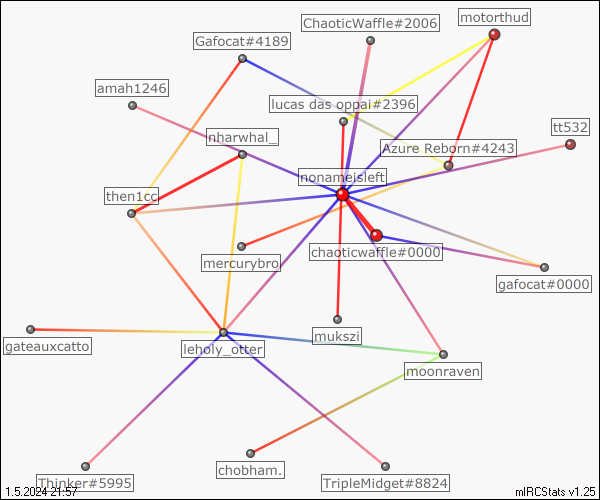 motorthud
ChaoticWaffle#2006
Gafocat#4189
amah1246
lucas das oppai#2396
tt532
nharwhal_
Azure Reborn#4243
nonameisleft
then1cc
chaoticwaffle#0000
mercurybro
gafocat#0000
mukszi
gateauxcatto
leholy_otter
moonraven
chobham.
Thinker#5995
TripleMidget#8824
1.5.2024 21:57
mIRCStats v1.25